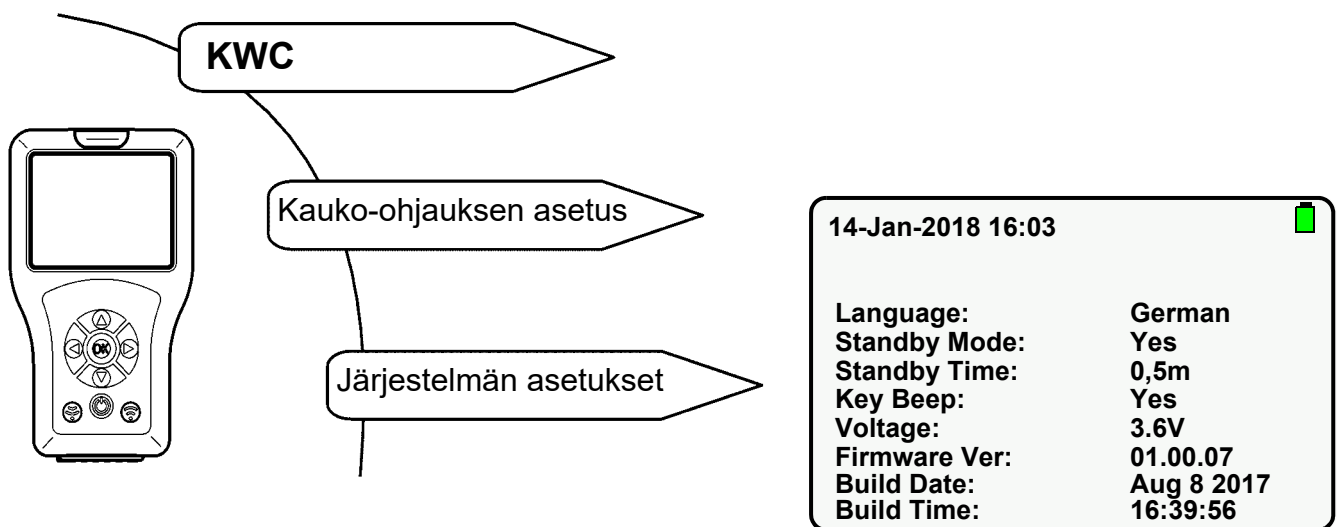 KWC
Kauko-ohjauksen asetus
Järjestelmän asetukset
14-Jan-2018 16:03
Language: German
Standby Mode: Yes
Standby Time: 0,5m
Key Beep: Yes
Voltage: 3.6V
Firmware Ver: 01.00.07
Build Date: Aug 8 2017
Build Time: 16:39:56
OK